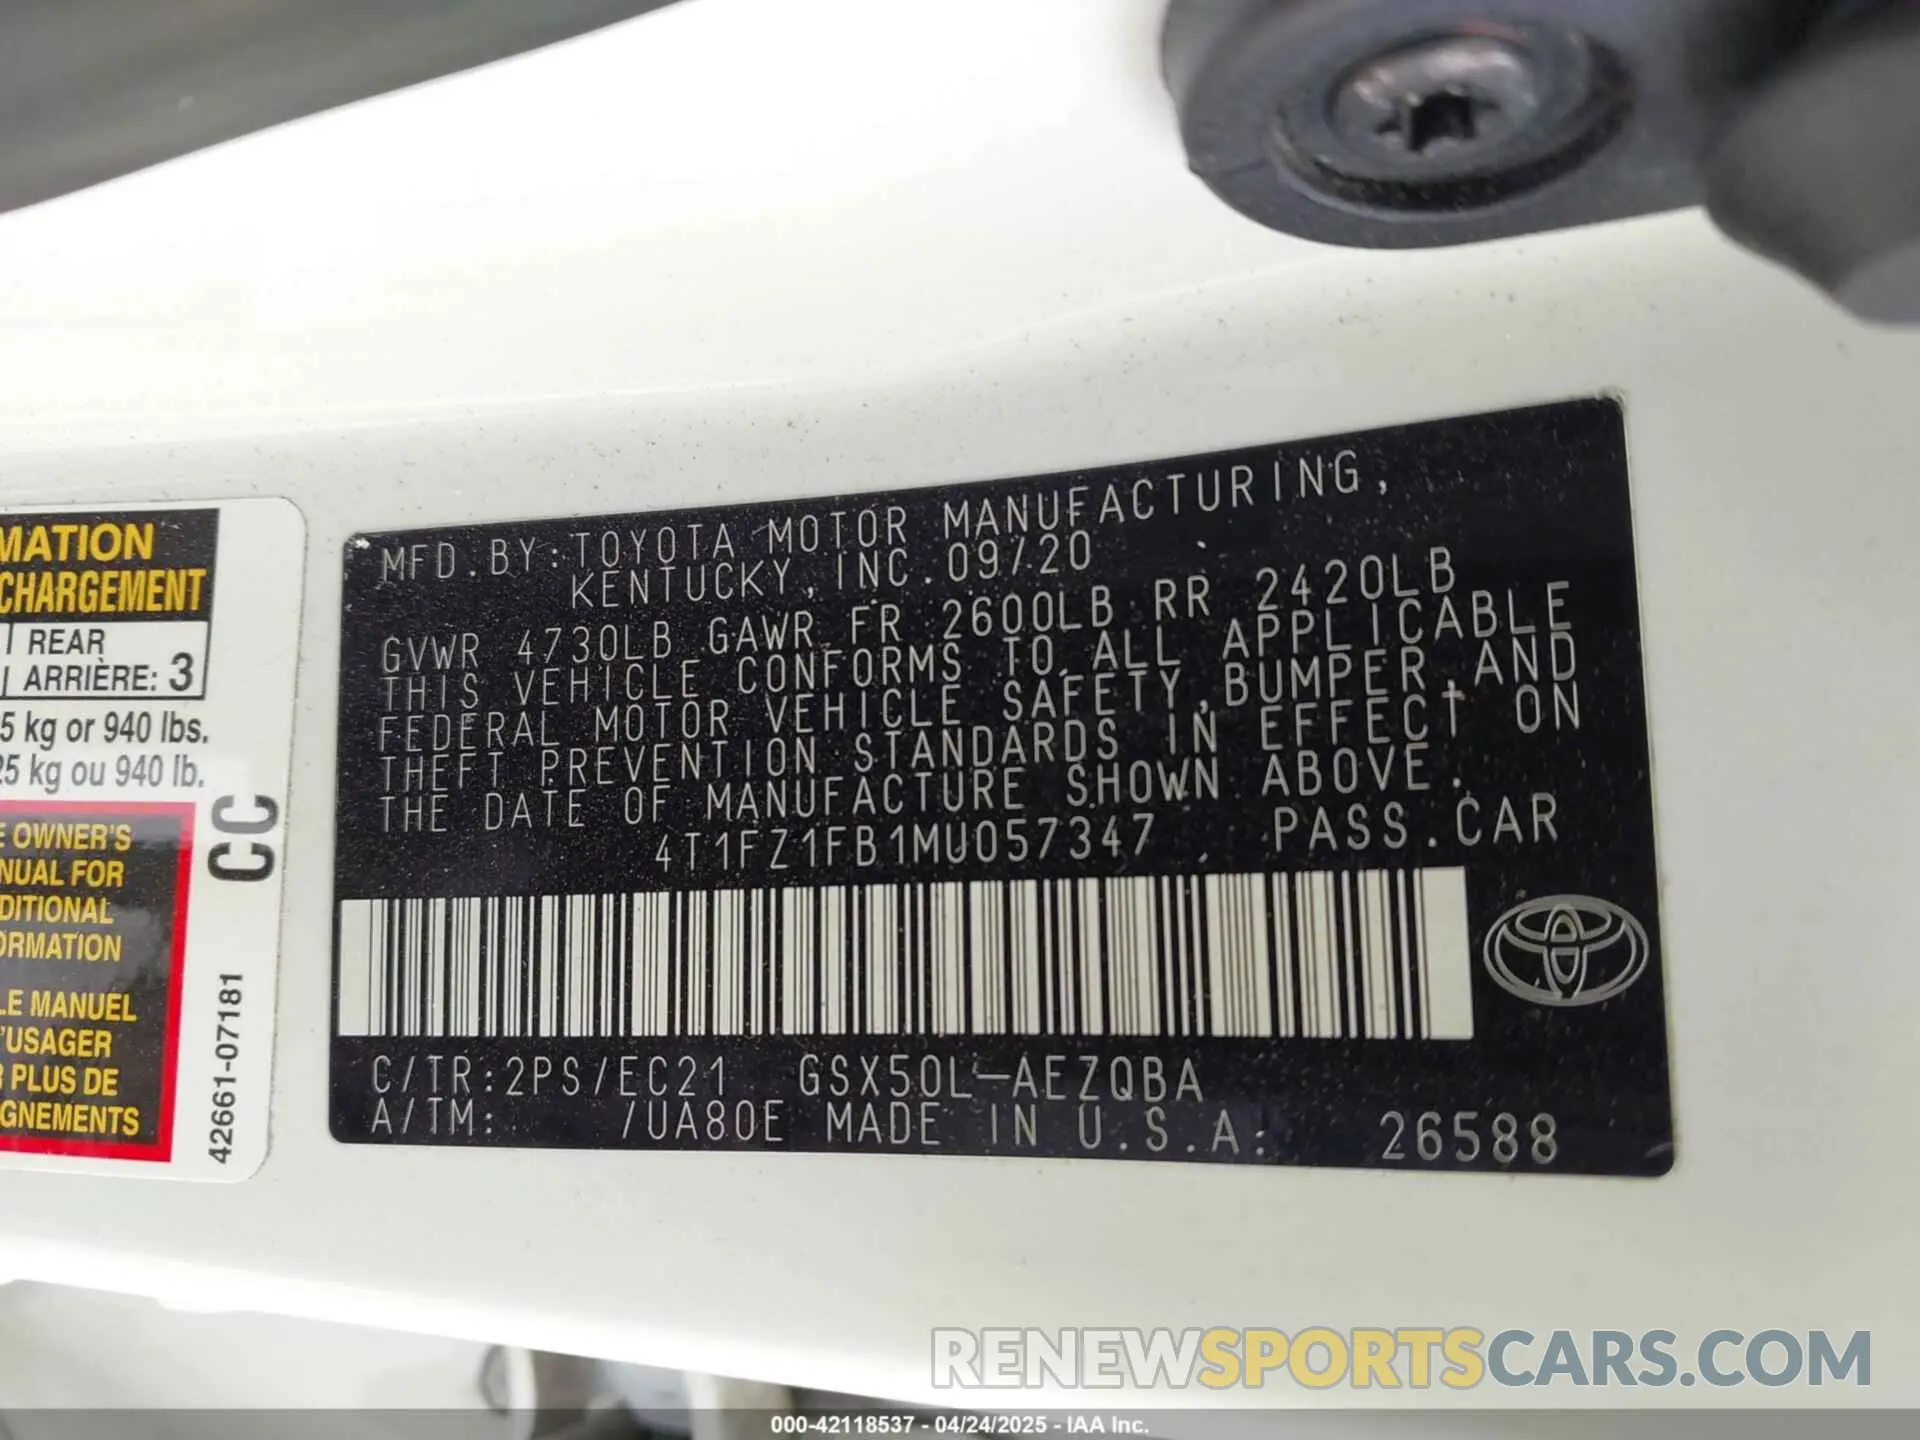 MATION
CHARGEMENT
REAR
ARRIÈRE: 3
5 kg or 940 lbs.
25 kg ou 940 lb.
E OWNER'S
NUAL FOR
DITIONAL
ORMATION
LE MANUEL
'USAGER
R PLUS DE
GNEMENTS
CC
42661-07181
MFD. BY: TOYOTA MOTOR MANUFACTURING,
KENTUCKY, INC. 09/20
GVWR 4730LB GAWR FR 2600LB RR 2420LB
THIS VEHICLE CONFORMS TO ALL APPLICABLE
FEDERAL MOTOR VEHICLE SAFETY, BUMPER, AND
THEFT PREVENTION STANDARDS IN EFFECT ON
THE DATE OF MANUFACTURE SHOWN ABOVE.
4T1FZ1FB1MU057347 PASS. CAR
C/TR: 2PS/EC21 GSX50L-AEZQBA
A/TM: /UA80E MADE IN U.S.A. 26588
RENEWSPORTSCARS.COM
000-42118537 - 04/24/2025 - IAA Inc.